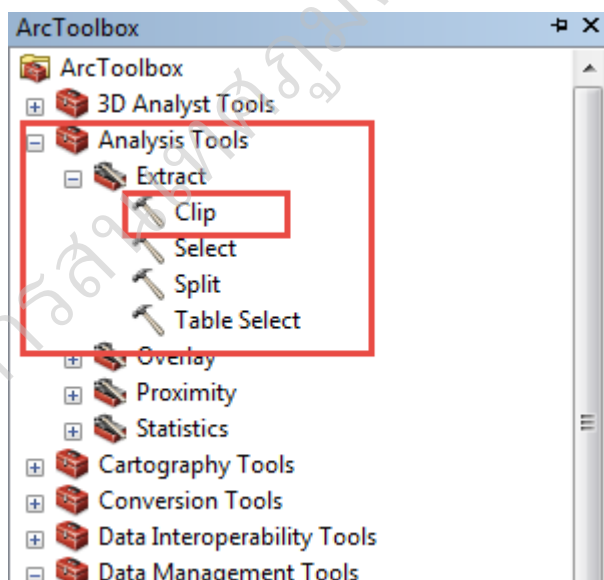 ArcToolbox
ArcToolbox
3D Analyst Tools
Analysis Tools
Extract
Clip
Select
Split
Table Select
Overlay
Proximity
Statistics
Cartography Tools
Conversion Tools
Data Interoperability Tools
Data Management Tools